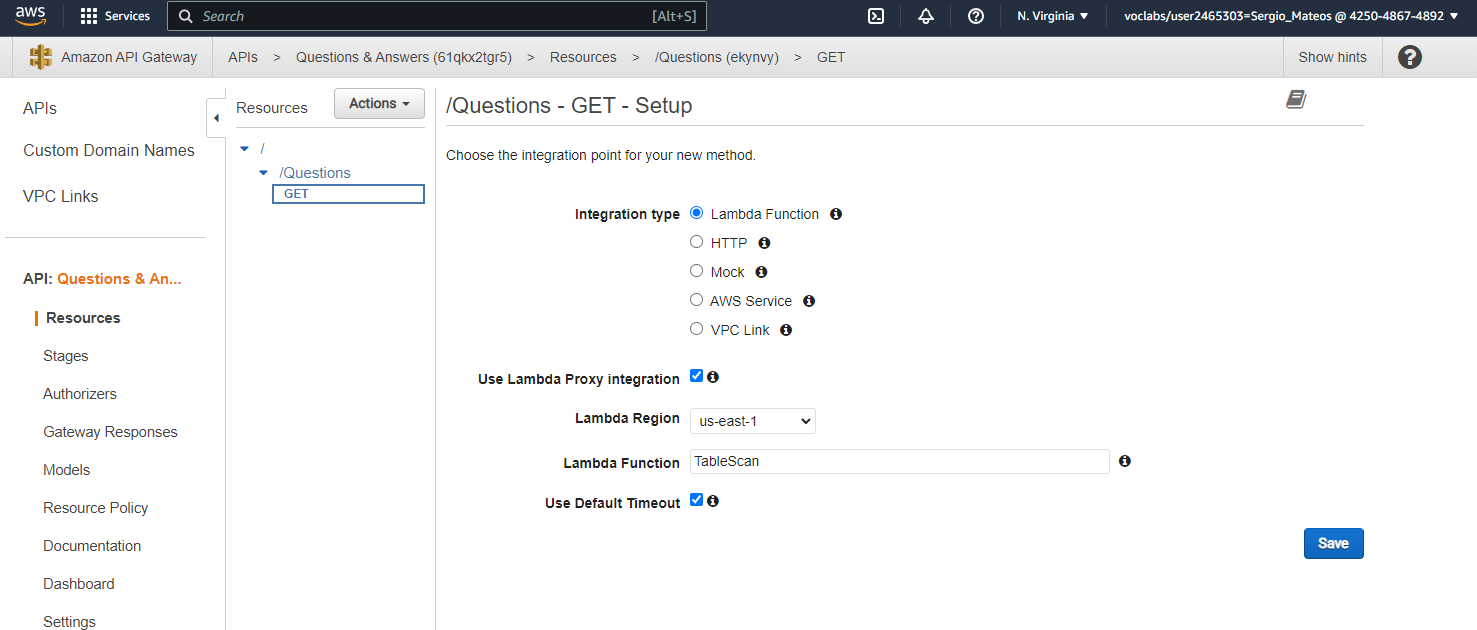 aws Services Search [Alt+S] N. Virginia voclabs/user2465303=Sergio_Mateos @ 4250-4867-4892
Amazon API Gateway APIs > Questions & Answers (61qkx2tgr5) > Resources > /Questions (ekynvy) > GET Show hints
APIs
Custom Domain Names
VPC Links
API: Questions & An...
Resources
Stages
Authorizers
Gateway Responses
Models
Resource Policy
Documentation
Dashboard
Settings
Resources Actions
/
/Questions
GET
/Questions - GET - Setup
Choose the integration point for your new method.
Integration type Lambda Function
HTTP
Mock
AWS Service
VPC Link
Use Lambda Proxy integration
Lambda Region us-east-1
Lambda Function TableScan
Use Default Timeout
Save